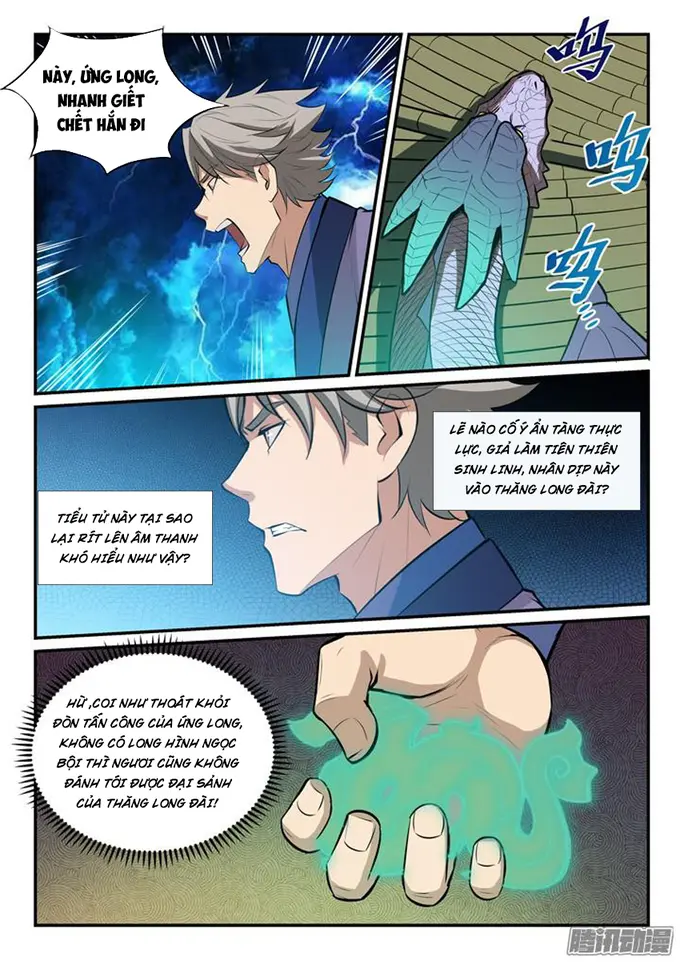 NÀY, ỨNG LONG,
NHANH GIẾT
CHẾT HẮN ĐI
呜
呜
呜
LẼ NÀO CỐ Ý ẨN TÀNG THỰC
LỰC, GIẢ LÀM TIÊN THIÊN
SINH LINH, NHÂN DỊP NÀY
VÀO THĂNG LONG ĐÀI?
TIỂU TỬ NÀY TẠI SAO
LẠI RÍT LÊN ÂM THANH
KHÓ HIỂU NHƯ VẬY?
HỪ ,COI NHƯ THOÁT KHỎI
ĐÒN TẤN CÔNG CỦA ỨNG LONG,
KHÔNG CÓ LONG HÌNH NGỌC
BỘI THÌ NGƯƠI CŨNG KHÔNG
ĐÁNH TỚI ĐƯỢC ĐẠI SẢNH
CỦA THĂNG LONG ĐÀI!
腾讯动漫